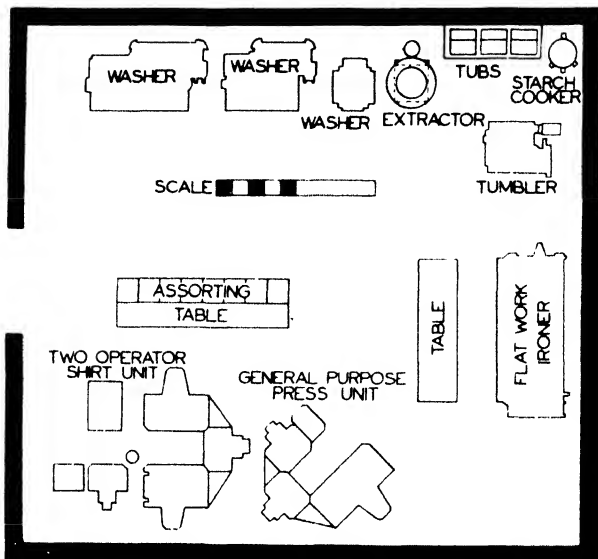 WASHER
WASHER
WASHER
EXTRACTOR
TUBS
STARCH
COOKER
SCALE
TUMBLER
ASSORTING
TABLE
TABLE
FLAT WORK
IRONER
TWO OPERATOR
SHIRT UNIT
GENERAL PURPOSE
PRESS UNIT